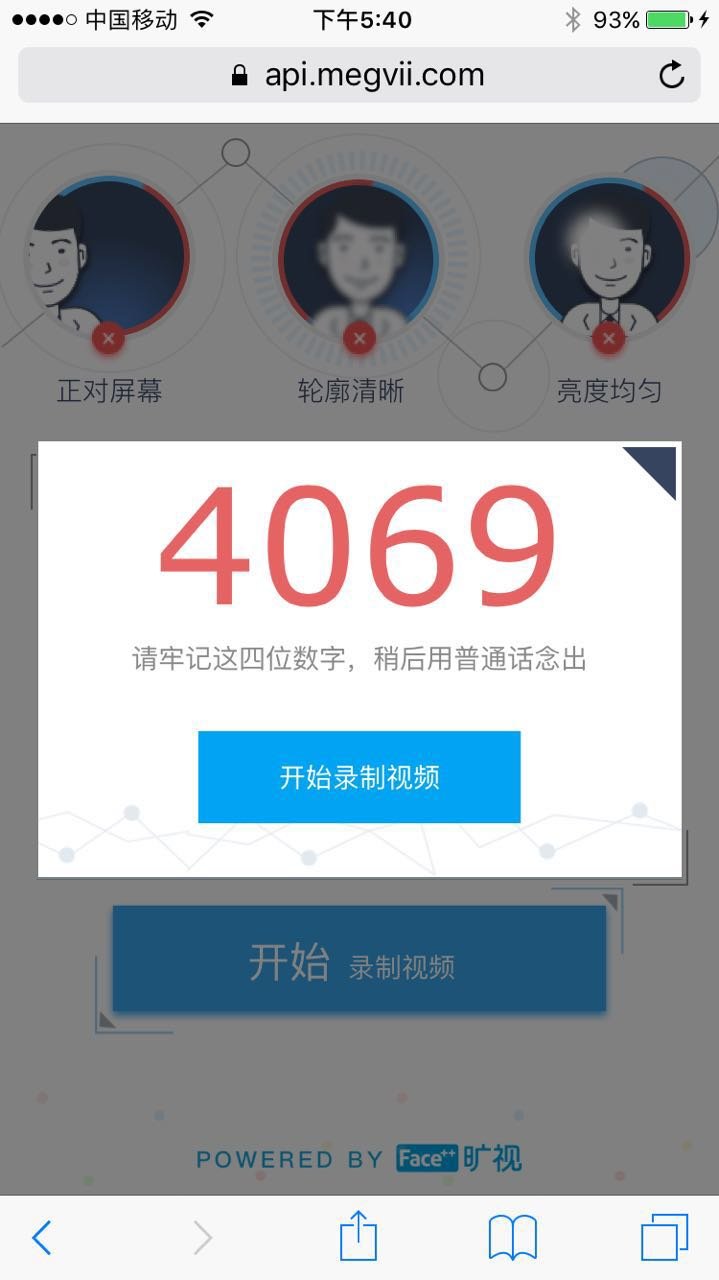 中国移动 下午5:40 93%
api.megvii.com
正对屏幕 轮廓清晰 亮度均匀
4069
请牢记这四位数字，稍后用普通话念出
开始录制视频
开始 录制视频
POWERED BY Face++ 旷视